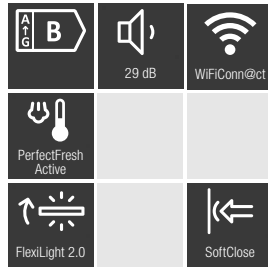 A
G
B
29 dB
WiFiConn@ct
PerfectFresh
Active
FlexiLight 2.0
SoftClose